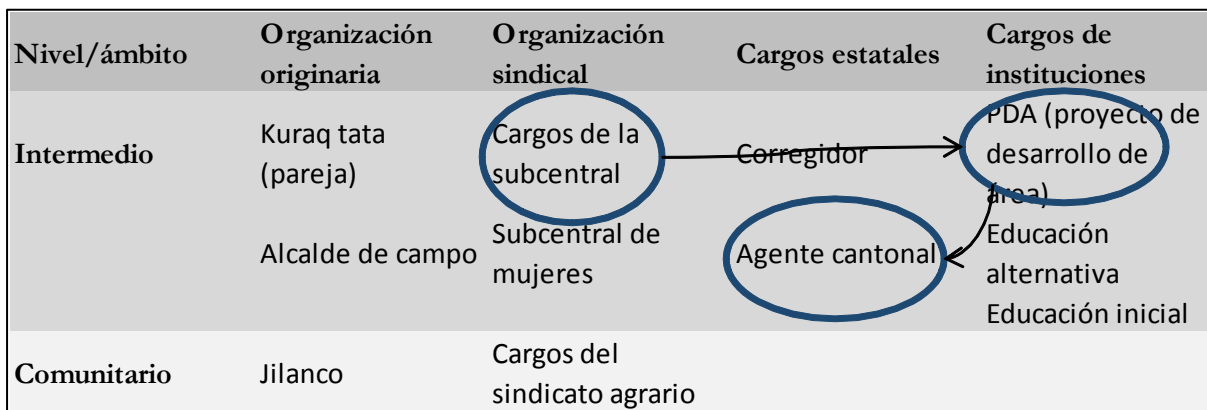 Nivel/ámbito
Organización
originaria
Organización
sindical
Cargos estatales
Cargos de
instituciones
Intermedio
Kuraq tata
(pareja)
Cargos de la
subcentral
Corregidor
PDA (proyecto de
desarrollo de
área)
Alcalde de campo
Subcentral de
mujeres
Agente cantonal
Educación
alternativa
Educación inicial
Comunitario
Jilanco
Cargos del
sindicato agrario